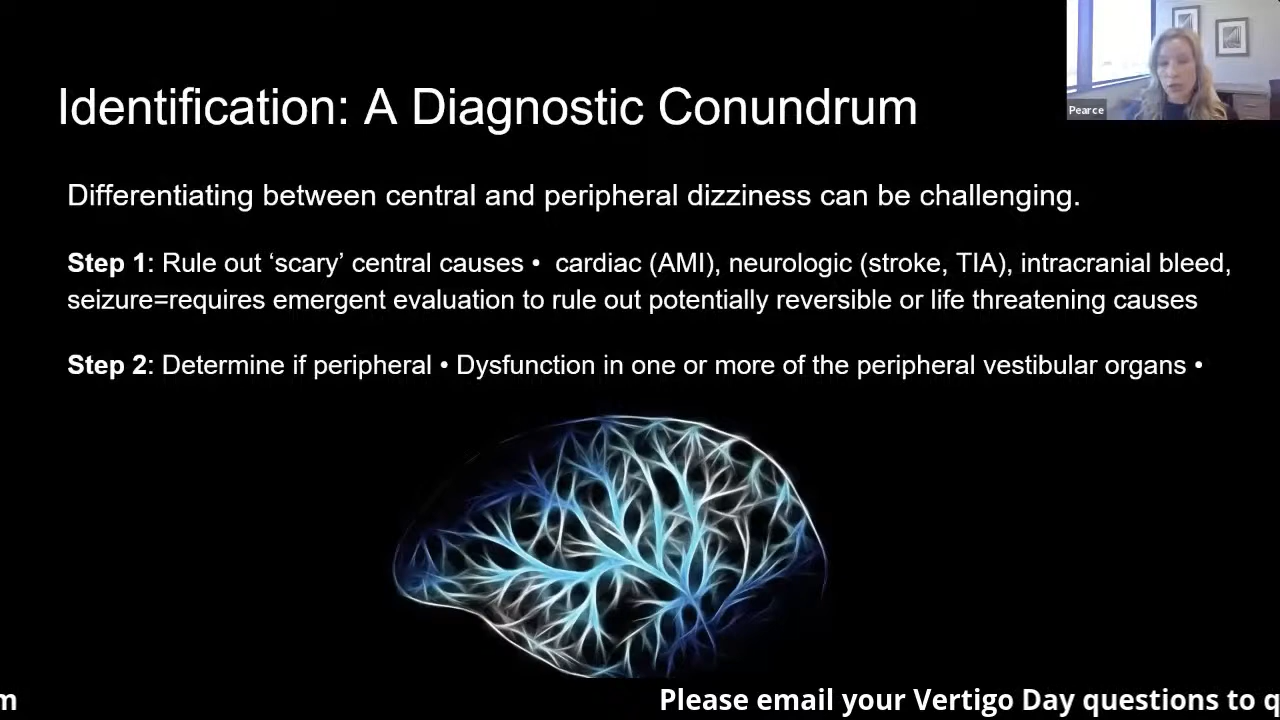 Pearce
Identification: A Diagnostic Conundrum
Differentiating between central and peripheral dizziness can be challenging.
Step 1: Rule out ‘scary’ central causes •  cardiac (AMI), neurologic (stroke, TIA), intracranial bleed,
seizure=requires emergent evaluation to rule out potentially reversible or life threatening causes
Step 2: Determine if peripheral • Dysfunction in one or more of the peripheral vestibular organs •
m Please email your Vertigo Day questions to q